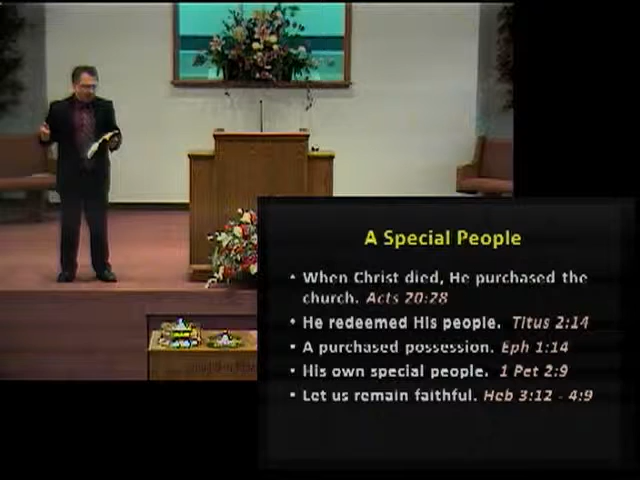 A Special People
• When Christ died, He purchased the
church. Acts 20:28
• He redeemed His people. Titus 2:14
• A purchased possession. Eph 1:14
• His own special people. 1 Pet 2:9
• Let us remain faithful. Heb 3:12 - 4:9